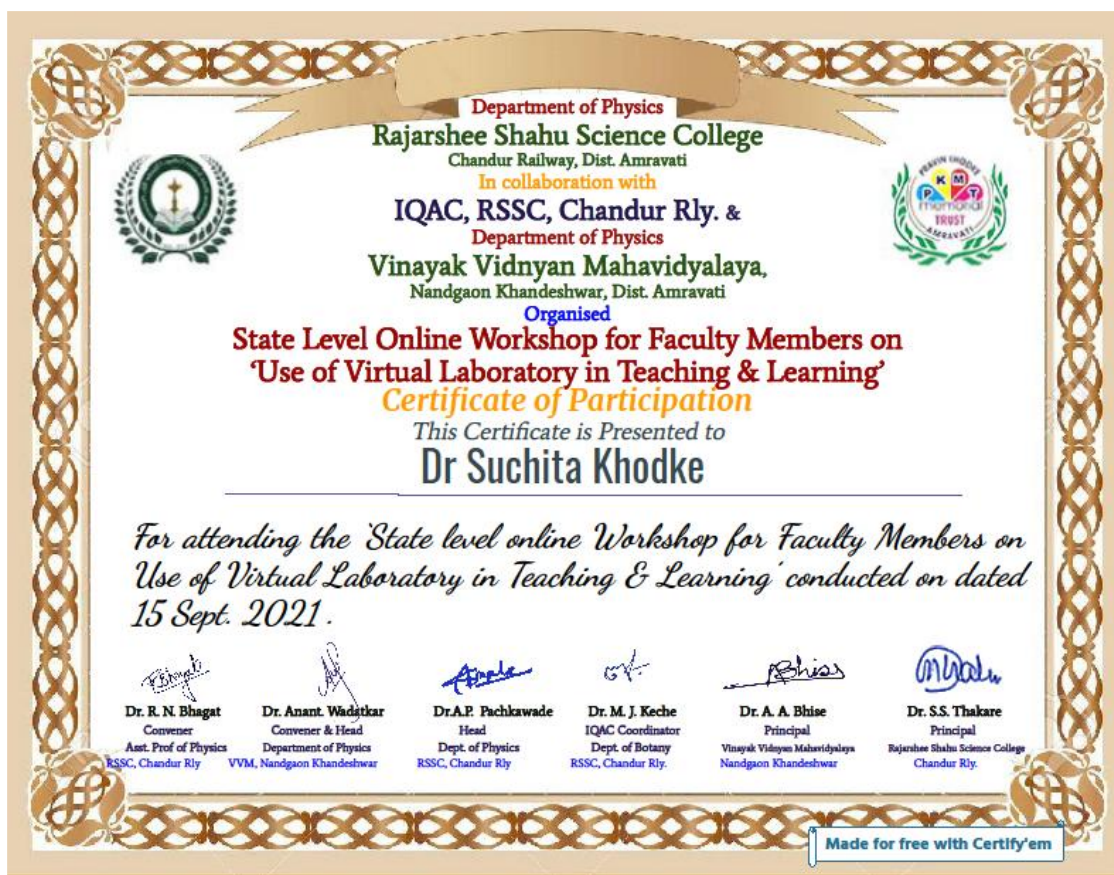 Department of Physics
Rajarshee Shahu Science College
Chandur Railway, Dist. Amravati
In collaboration with
IQAC, RSSC, Chandur Rly. &
Department of Physics
Vinayak Vidnyan Mahavidyalaya,
Nandgaon Khandeshwar, Dist. Amravati
Organised
State Level Online Workshop for Faculty Members on
‘Use of Virtual Laboratory in Teaching & Learning’
Certificate of Participation
This Certificate is Presented to
Dr Suchita Khodke
PRAVIN KHODKE
P K M T
memorial
TRUST
AMRAVATI
For attending the ‘State level online Workshop for Faculty Members on
Use of Virtual Laboratory in Teaching & Learning’ conducted on dated
15 Sept. 2021 .
Dr. R. N. Bhagat Dr. Anant. Wadatkar Dr.A.P. Pachkawade Dr. M. J. Keche Dr. A. A. Bhise Dr. S.S. Thakare
Convener Convener & Head Head IQAC Coordinator Principal Principal
Asst. Prof of Physics Department of Physics Dept. of Physics Dept. of Botany Vinayak Vidnyan Mahavidyalaya Rajarshee Shahu Science College
RSSC, Chandur Rly VVM, Nandgaon Khandeshwar RSSC, Chandur Rly RSSC, Chandur Rly. Nandgaon Khandeshwar Chandur Rly.
Made for free with Certify'em